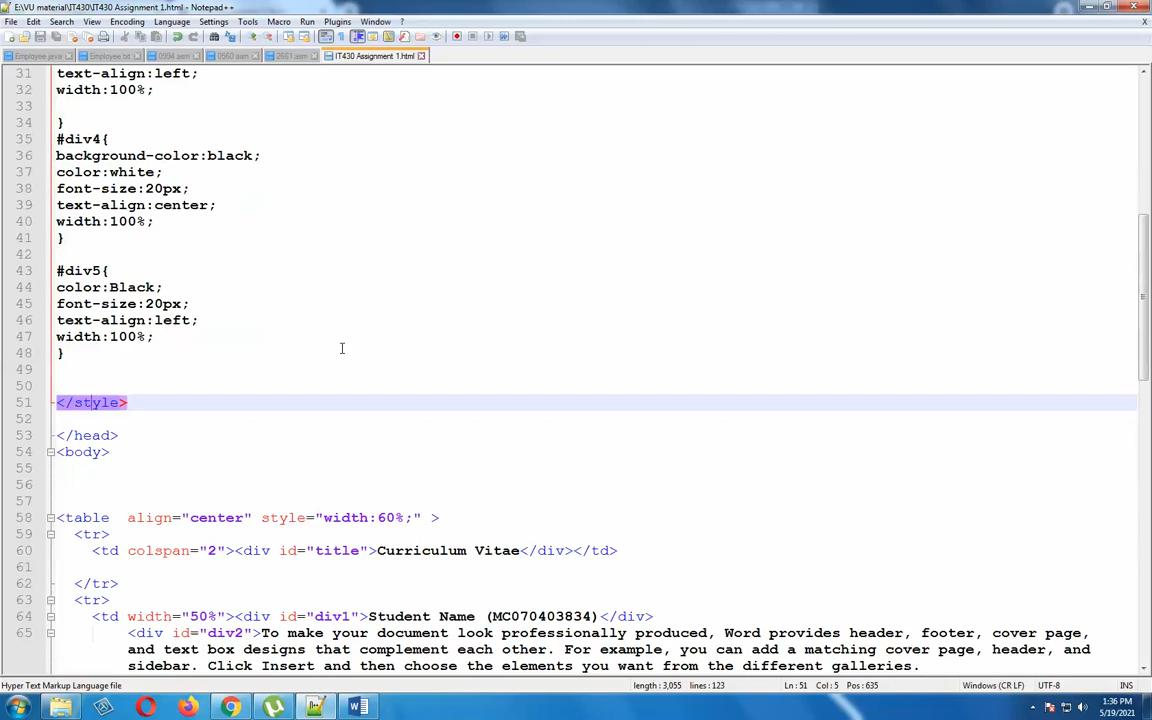 E:\VU material\IT430\IT430 Assignment 1.html - Notepad++
File Edit Search View Encoding Language Settings Tools Macro Run Plugins Window ?
X
Employee.java Employee.txt 0994.asm 0560.asm 2661.asm IT430 Assignment 1.html
31 text-align:left;
32 width:100%;
33
34 }
35 #div4{
36 background-color:black;
37 color:white;
38 font-size:20px;
39 text-align:center;
40 width:100%;
41 }
42
43 #div5{
44 color:Black;
45 font-size:20px;
46 text-align:left;
47 width:100%;
48 }
49
50
51 </style>
52
53 </head>
54 <body>
55
56
57
58 <table  align="center" style="width:60%;" >
59 <tr>
60 <td colspan="2"><div id="title">Curriculum Vitae</div></td>
61
62 </tr>
63 <tr>
64 <td width="50%"><div id="div1">Student Name (MC070403834)</div>
65 <div id="div2">To make your document look professionally produced, Word provides header, footer, cover page,
and text box designs that complement each other. For example, you can add a matching cover page, header, and
sidebar. Click Insert and then choose the elements you want from the different galleries.
Hyper Text Markup Language file length : 3,055 lines : 123 Ln : 51 Col : 5 Pos : 635 Windows (CR LF) UTF-8 INS
1:36 PM
5/19/2021